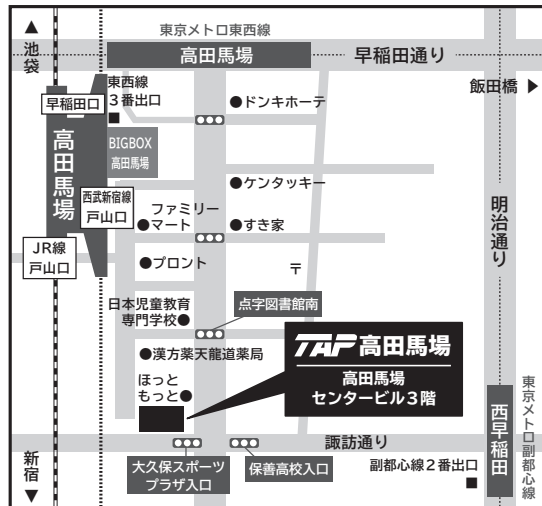 ▲
池袋
東京メトロ東西線
高田馬場
早稲田通り
飯田橋 ▶
早稲田口
東西線
3番出口
■
●ドンキホーテ
高田馬場
BIGBOX
高田馬場
●ケンタッキー
西武新宿線
戸山口
ファミリー
●マート
●すき家
明治通り
JR線
戸山口
●プロント
〒
日本児童教育
専門学校●
点字図書館南
●漢方薬天龍道薬局
TAP 高田馬場
高田馬場
センタービル3階
ほっと
もっと●
西早稲田
東京メトロ副都心線
諏訪通り
大久保スポーツ
プラザ入口
保善高校入口
副都心線2番出口
■
新宿
▼